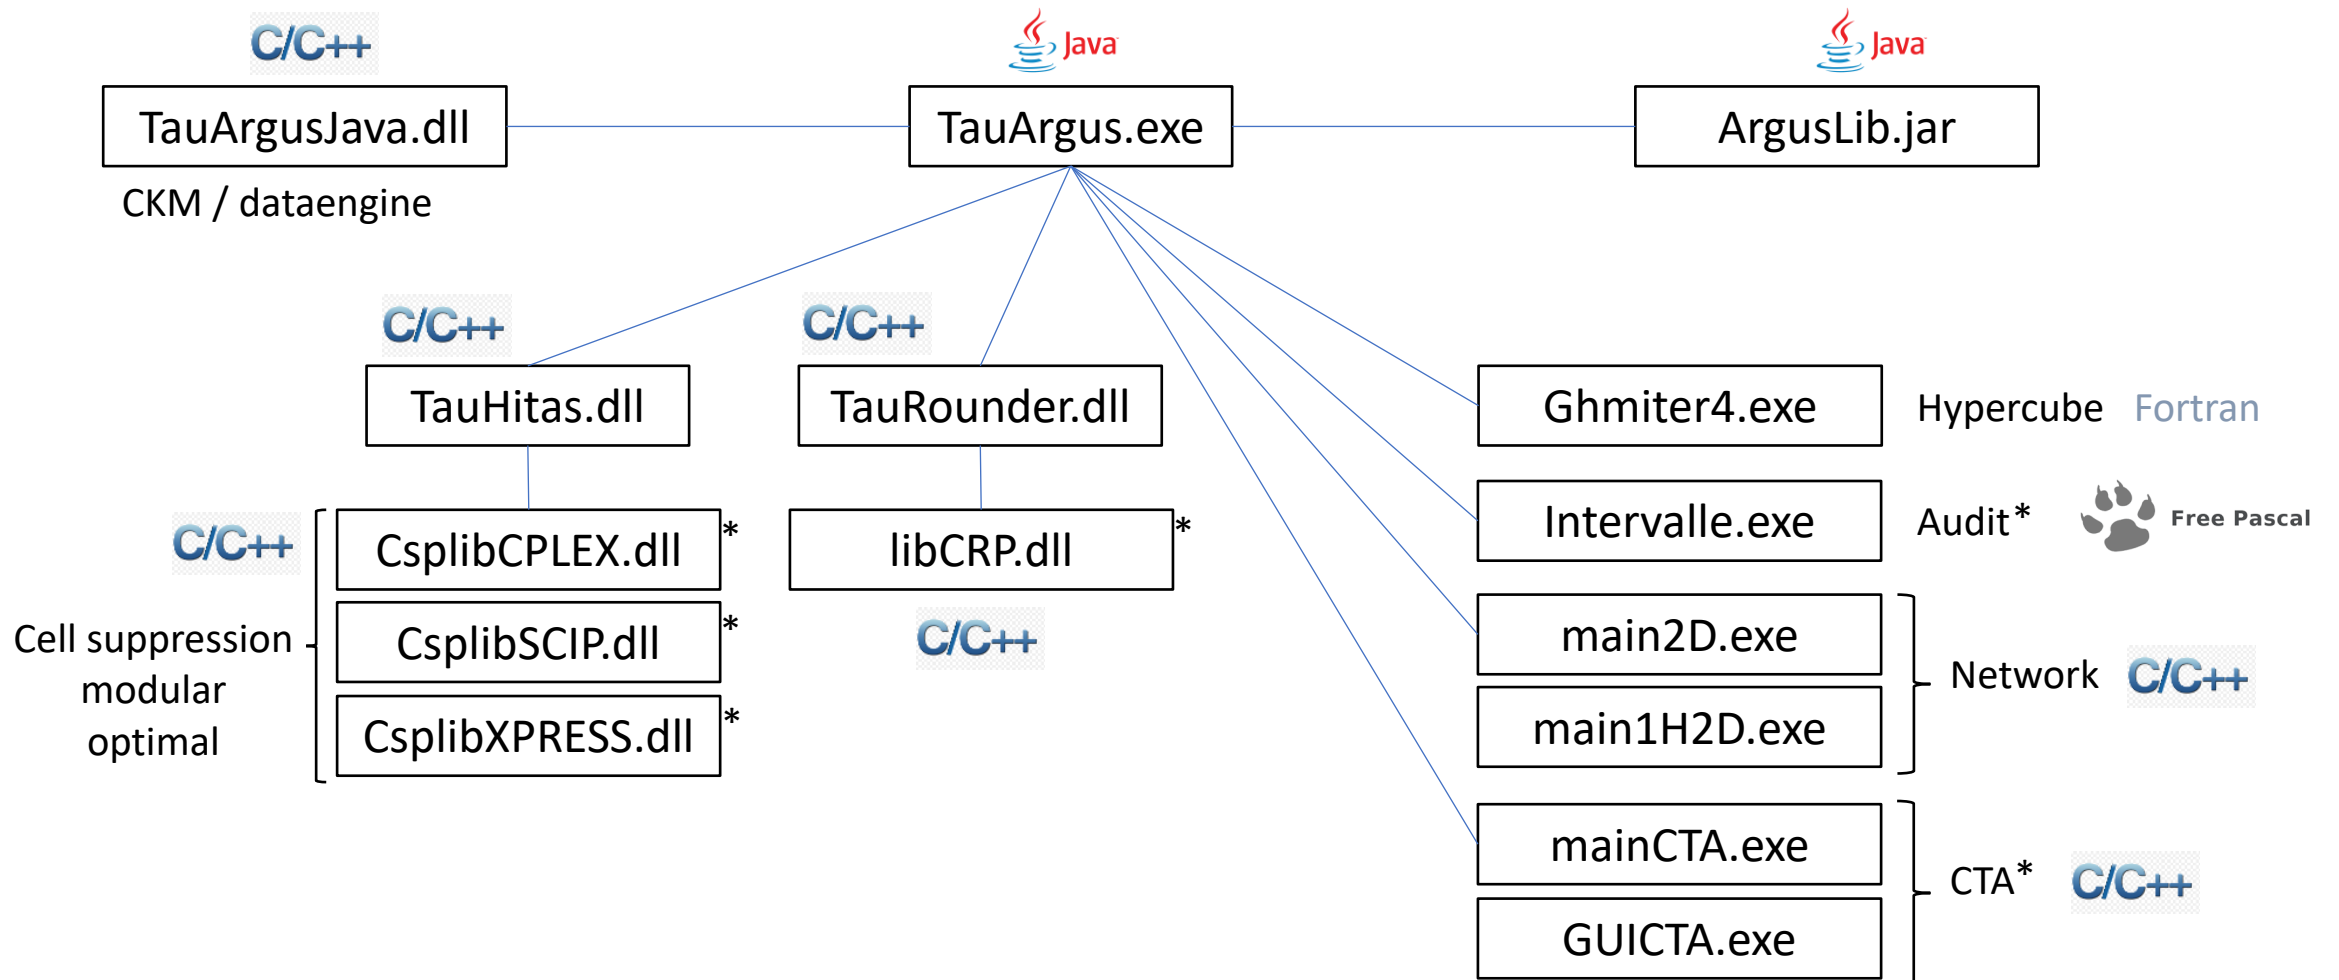 C/C++
Java
Java
TauArgusJava.dll
TauArgus.exe
ArgusLib.jar
CKM / dataengine
C/C++
C/C++
TauHitas.dll
TauRounder.dll
Ghmiter4.exe
Hypercube
Fortran
C/C++
CsplibCPLEX.dll
*
libCRP.dll
*
Intervalle.exe
Audit*
Free Pascal
Cell suppression
modular
optimal
CsplibSCIP.dll
*
C/C++
CsplibXPRESS.dll
*
main2D.exe
main1H2D.exe
Network
C/C++
mainCTA.exe
GUICTA.exe
CTA*
C/C++